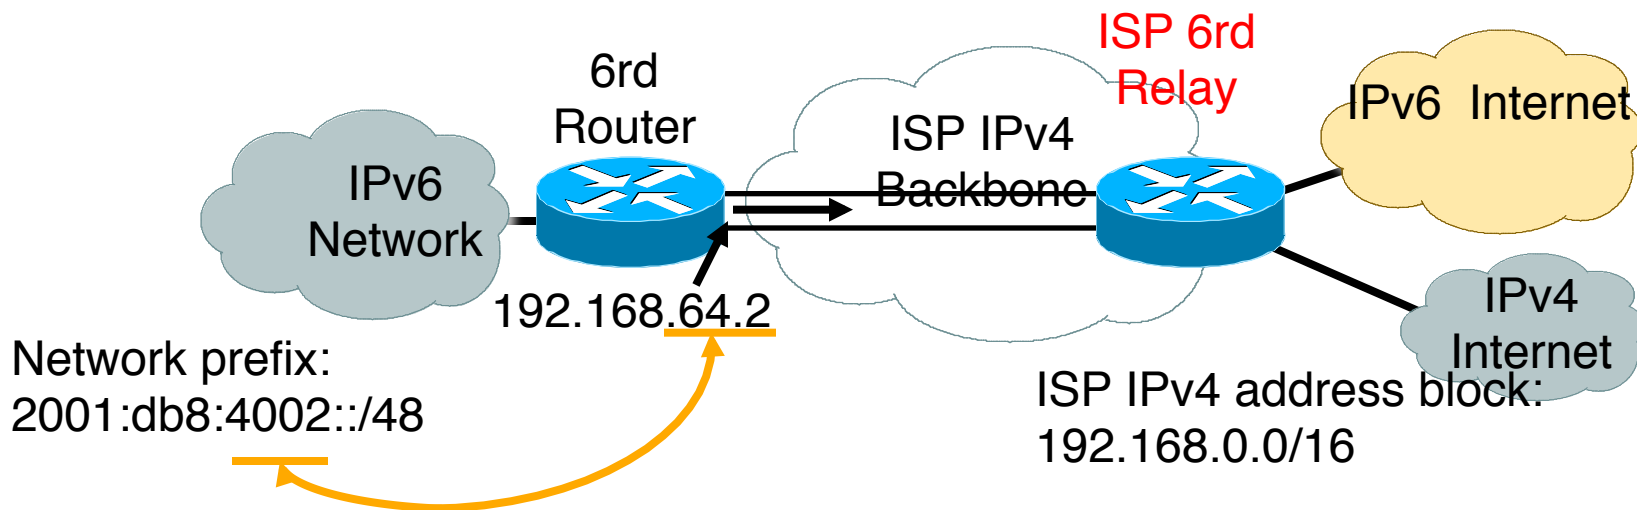 ISP 6rd
Relay
6rd
Router
IPv6  Internet
ISP IPv4
Backbone
IPv6
Network
192.168.64.2
IPv4
Internet
Network prefix:
2001:db8:4002::/48
ISP IPv4 address block:
192.168.0.0/16